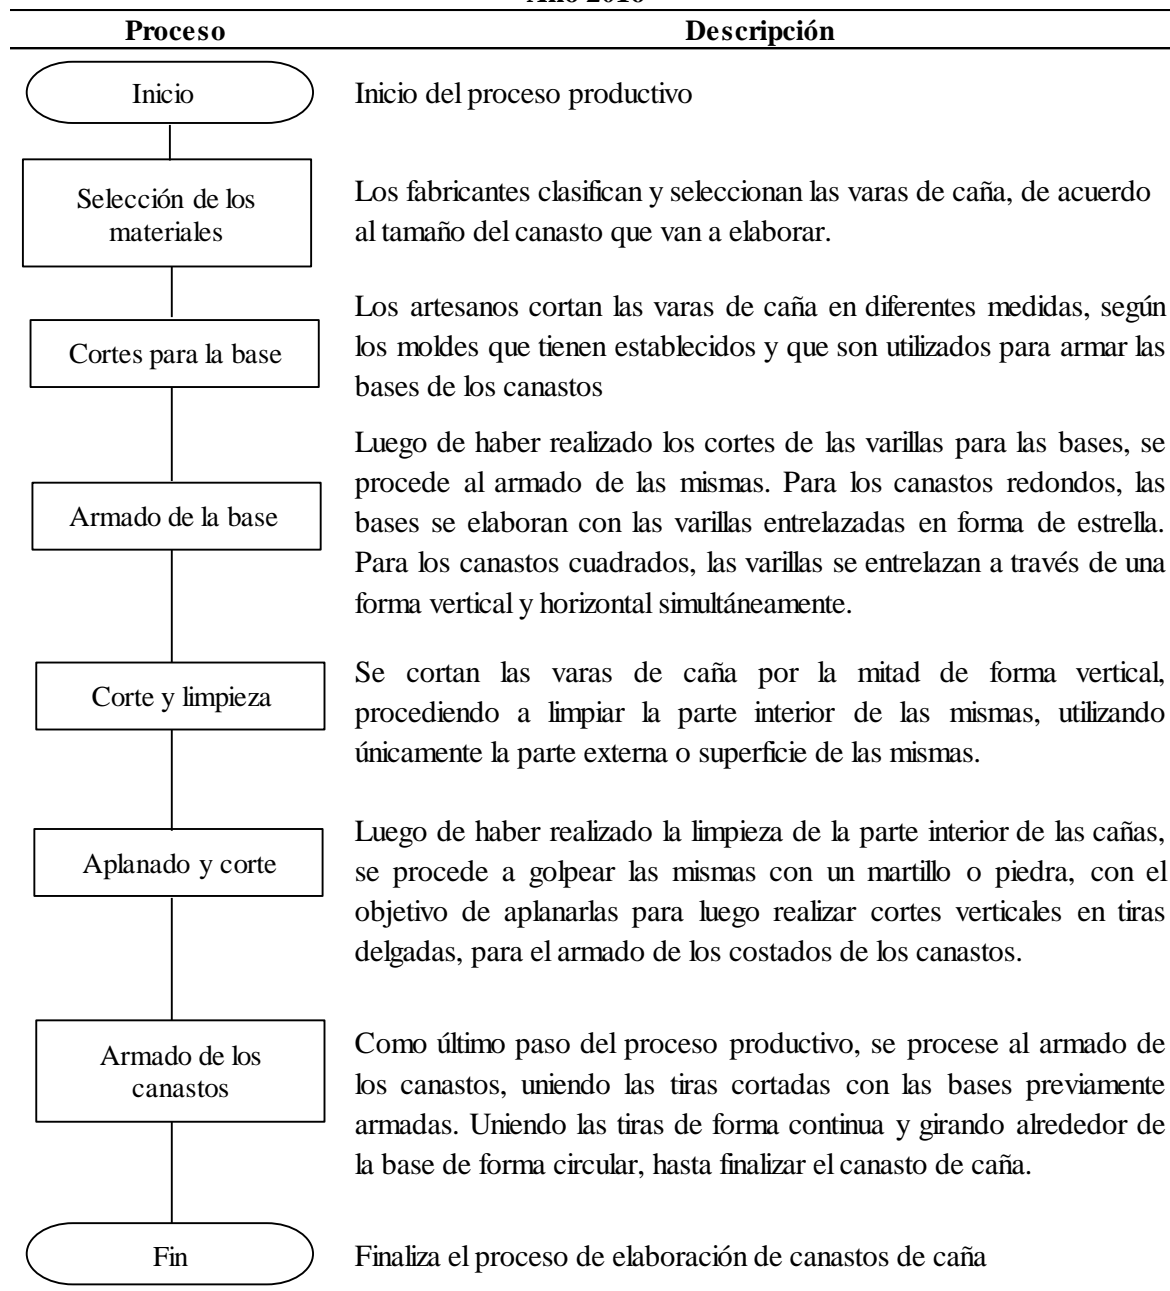 Año 2018
Proceso Descripción
Inicio Inicio del proceso productivo
Selección de los
materiales
Los fabricantes clasifican y seleccionan las varas de caña, de acuerdo
al tamaño del canasto que van a elaborar.
Cortes para la base
Los artesanos cortan las varas de caña en diferentes medidas, según
los moldes que tienen establecidos y que son utilizados para armar las
bases de los canastos
Armado de la base
Luego de haber realizado los cortes de las varillas para las bases, se
procede al armado de las mismas. Para los canastos redondos, las
bases se elaboran con las varillas entrelazadas en forma de estrella.
Para los canastos cuadrados, las varillas se entrelazan a través de una
forma vertical y horizontal simultáneamente.
Corte y limpieza
Se cortan las varas de caña por la mitad de forma vertical,
procediendo a limpiar la parte interior de las mismas, utilizando
únicamente la parte externa o superficie de las mismas.
Aplanado y corte
Luego de haber realizado la limpieza de la parte interior de las cañas,
se procede a golpear las mismas con un martillo o piedra, con el
objetivo de aplanarlas para luego realizar cortes verticales en tiras
delgadas, para el armado de los costados de los canastos.
Armado de los
canastos
Como último paso del proceso productivo, se procese al armado de
los canastos, uniendo las tiras cortadas con las bases previamente
armadas. Uniendo las tiras de forma continua y girando alrededor de
la base de forma circular, hasta finalizar el canasto de caña.
Fin Finaliza el proceso de elaboración de canastos de caña